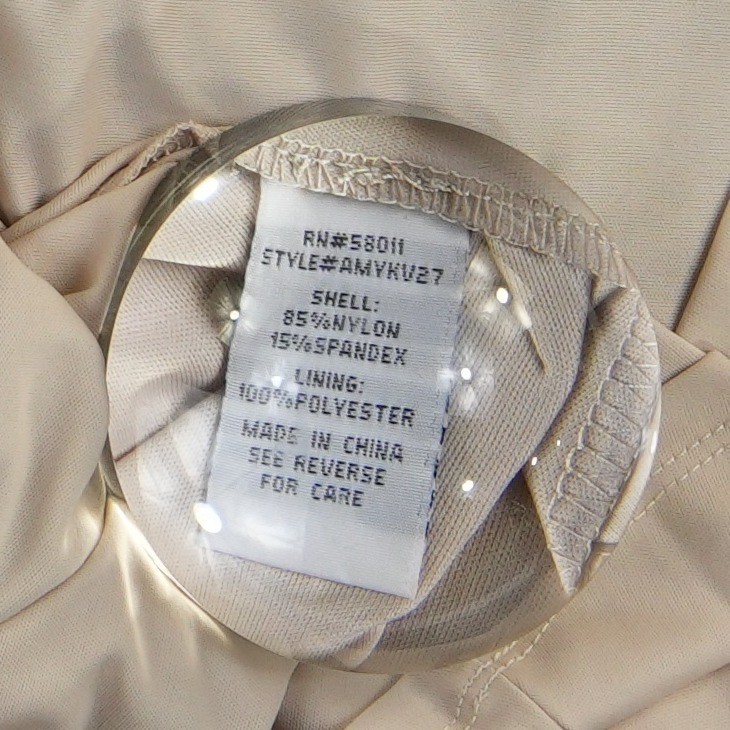 RN#58011
STYLE#AMYKV27
SHELL:
85%NYLON
15%SPANDEX
LINING:
100%POLYESTER
MADE IN CHINA
SEE REVERSE
FOR CARE